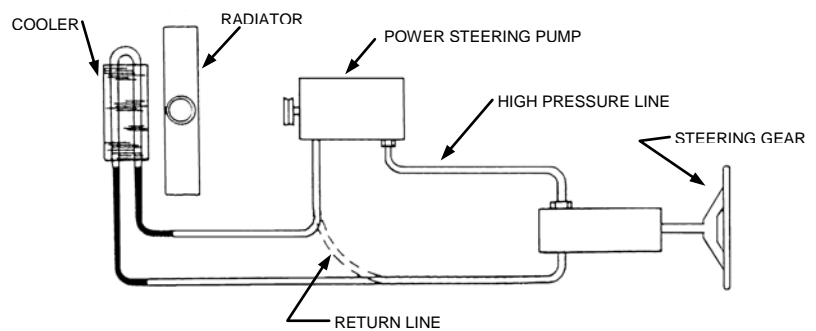 COOLER
RADIATOR
POWER STEERING PUMP
HIGH PRESSURE LINE
STEERING GEAR
RETURN LINE